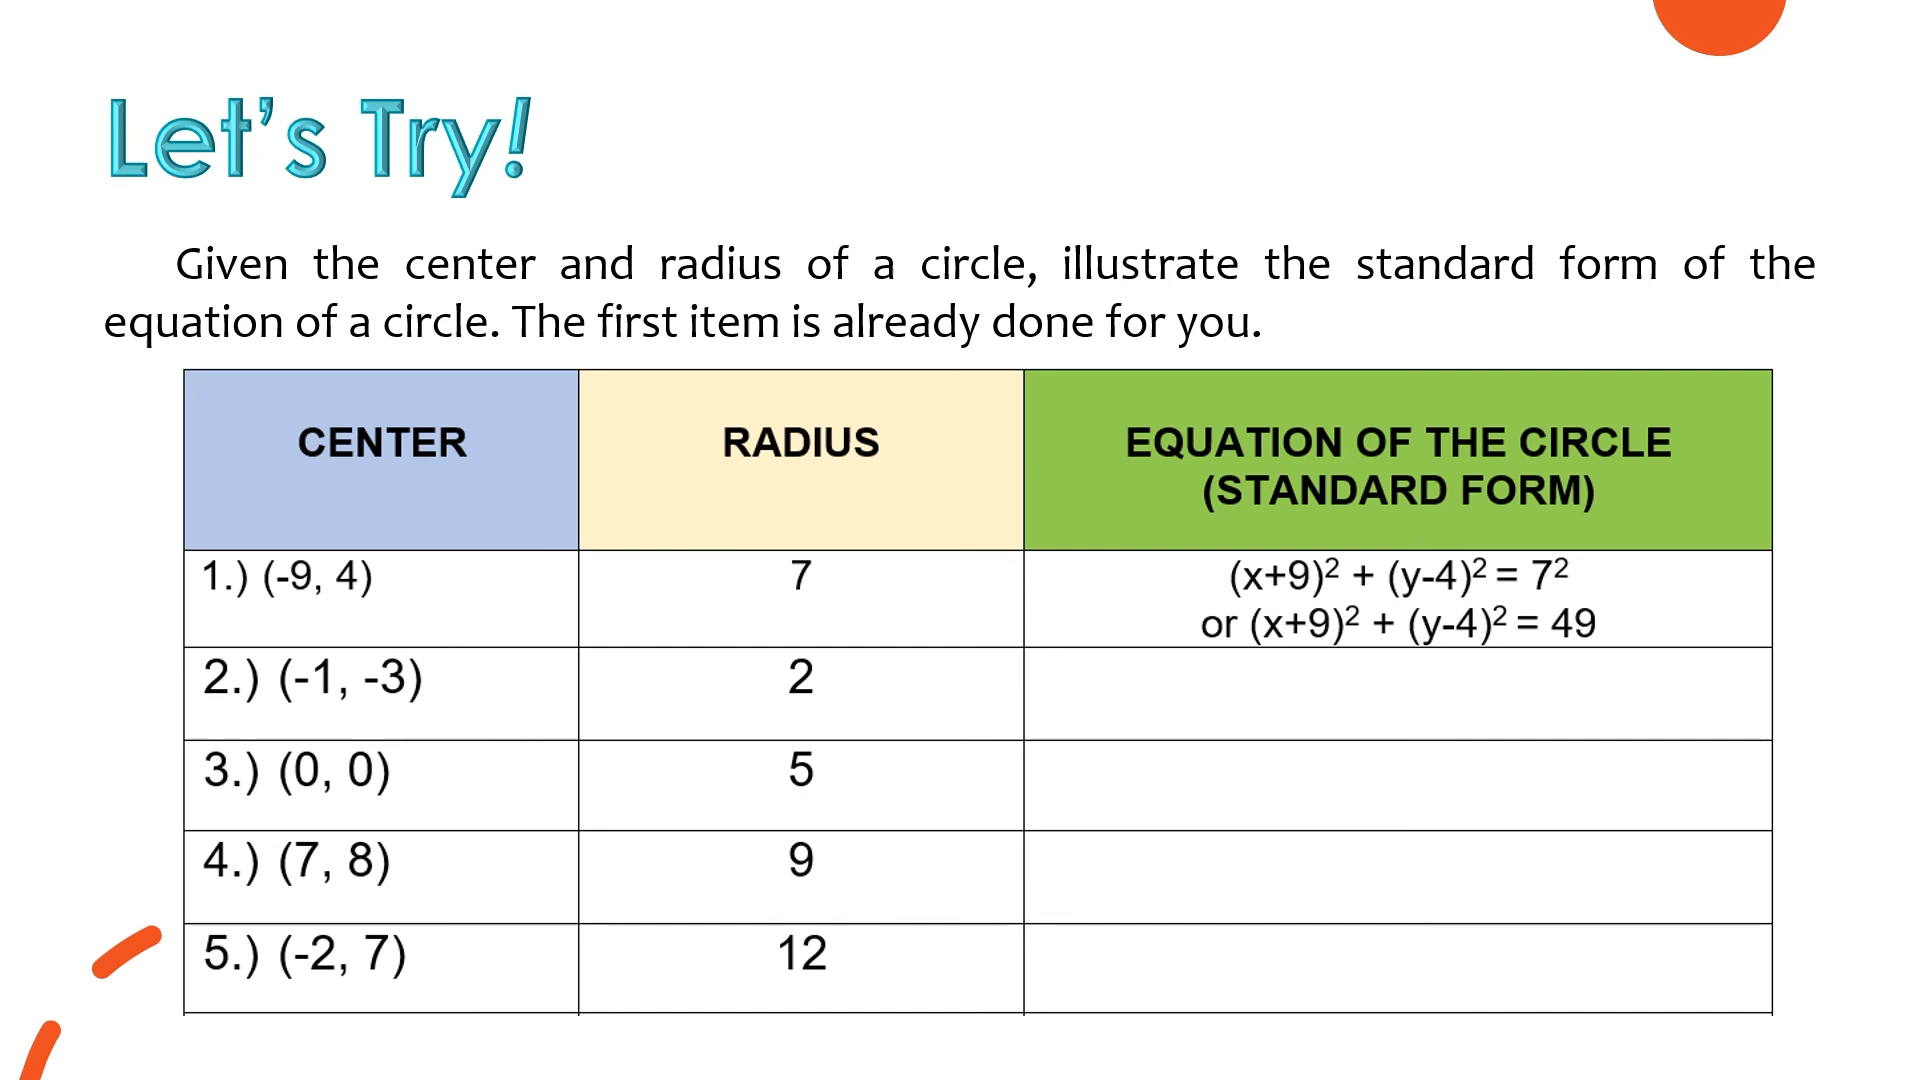 Let's Try!
Given the center and radius of a circle, illustrate the standard form of the
equation of a circle. The first item is already done for you.
CENTER
RADIUS
EQUATION OF THE CIRCLE
(STANDARD FORM)
1.) (-9, 4)
7
(x+9)² + (y-4)² = 7²
or (x+9)² + (y-4)² = 49
2.) (-1, -3)
2
3.) (0, 0)
5
4.) (7, 8)
9
5.) (-2, 7)
12